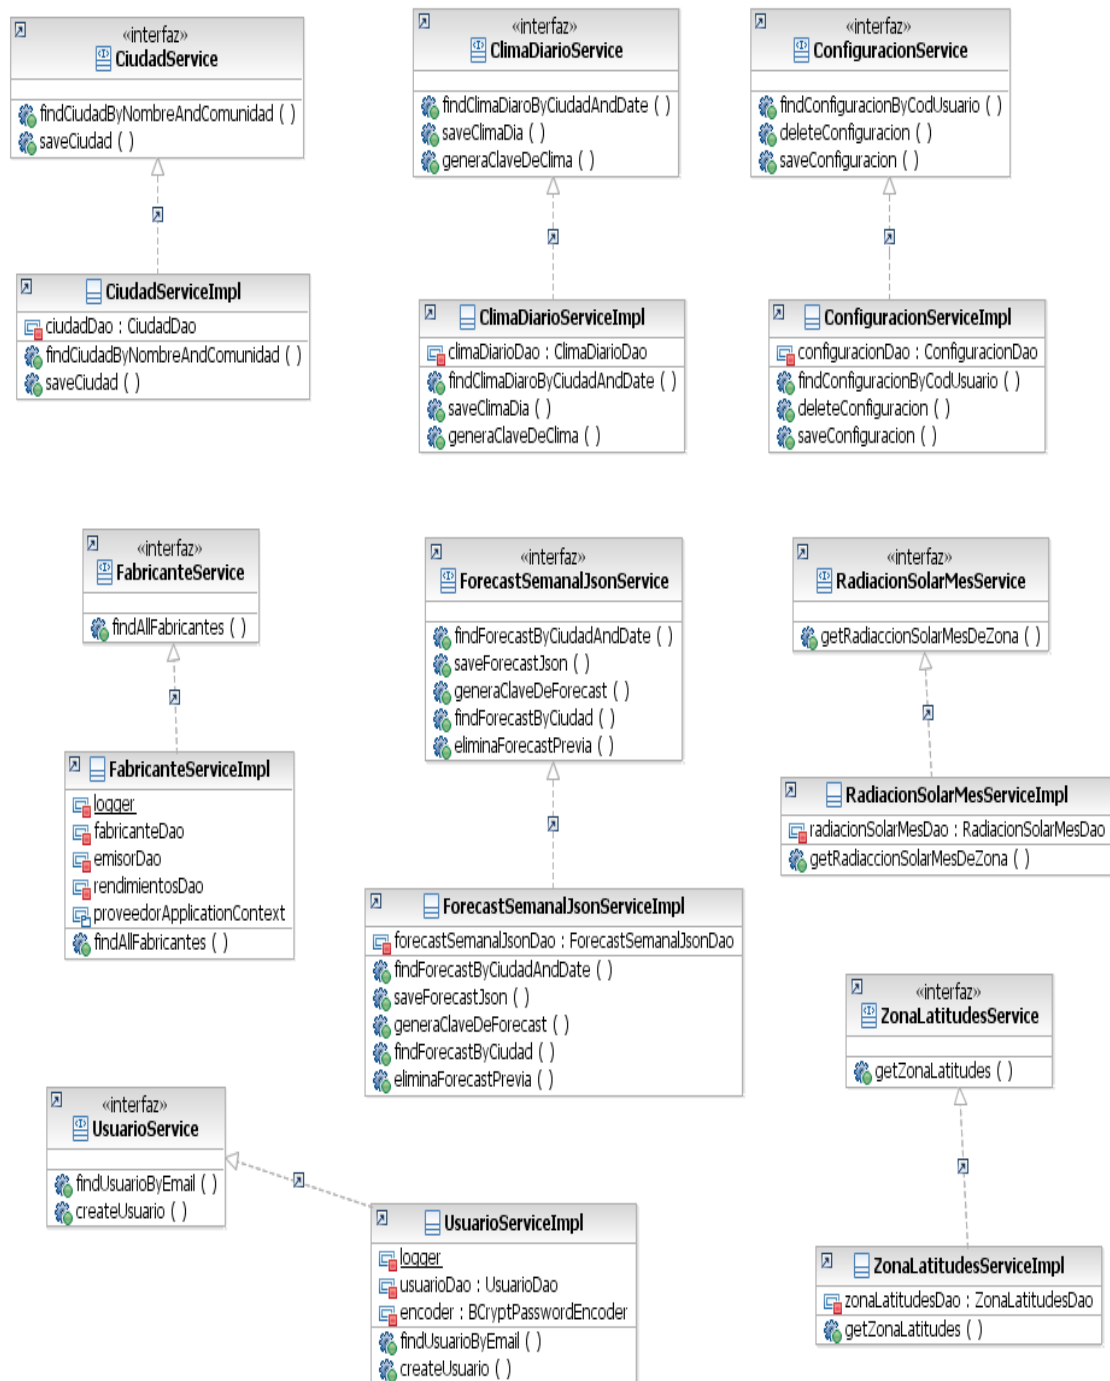 «interfaz»
CiudadService
findCiudadByNombreAndComunidad ( )
saveCiudad ( )
«interfaz»
ClimaDiarioService
findClimaDiaroByCiudadAndDate ( )
saveClimaDia ( )
generaClaveDeClima ( )
«interfaz»
ConfiguracionService
findConfiguracionByCodUsuario ( )
deleteConfiguracion ( )
saveConfiguracion ( )
CiudadServiceImpl
ciudadDao : CiudadDao
findCiudadByNombreAndComunidad ( )
saveCiudad ( )
ClimaDiarioServiceImpl
climaDiarioDao : ClimaDiarioDao
findClimaDiaroByCiudadAndDate ( )
saveClimaDia ( )
generaClaveDeClima ( )
ConfiguracionServiceImpl
configuracionDao : ConfiguracionDao
findConfiguracionByCodUsuario ( )
deleteConfiguracion ( )
saveConfiguracion ( )
«interfaz»
FabricanteService
findAllFabricantes ( )
«interfaz»
ForecastSemanalJsonService
findForecastByCiudadAndDate ( )
saveForecastJson ( )
generaClaveDeForecast ( )
findForecastByCiudad ( )
eliminaForecastPrevia ( )
«interfaz»
RadiacionSolarMesService
getRadiaccionSolarMesDeZona ( )
FabricanteServiceImpl
logger
fabricanteDao
emisorDao
rendimientosDao
proveedorApplicationContext
findAllFabricantes ( )
RadiacionSolarMesServiceImpl
radiacionSolarMesDao : RadiacionSolarMesDao
getRadiaccionSolarMesDeZona ( )
ForecastSemanalJsonServiceImpl
forecastSemanalJsonDao : ForecastSemanalJsonDao
findForecastByCiudadAndDate ( )
saveForecastJson ( )
generaClaveDeForecast ( )
findForecastByCiudad ( )
eliminaForecastPrevia ( )
«interfaz»
ZonaLatitudesService
getZonaLatitudes ( )
«interfaz»
UsuarioService
findUsuarioByEmail ( )
createUsuario ( )
UsuarioServiceImpl
logger
usuarioDao : UsuarioDao
encoder : BCryptPasswordEncoder
findUsuarioByEmail ( )
createUsuario ( )
ZonaLatitudesServiceImpl
zonaLatitudesDao : ZonaLatitudesDao
getZonaLatitudes ( )